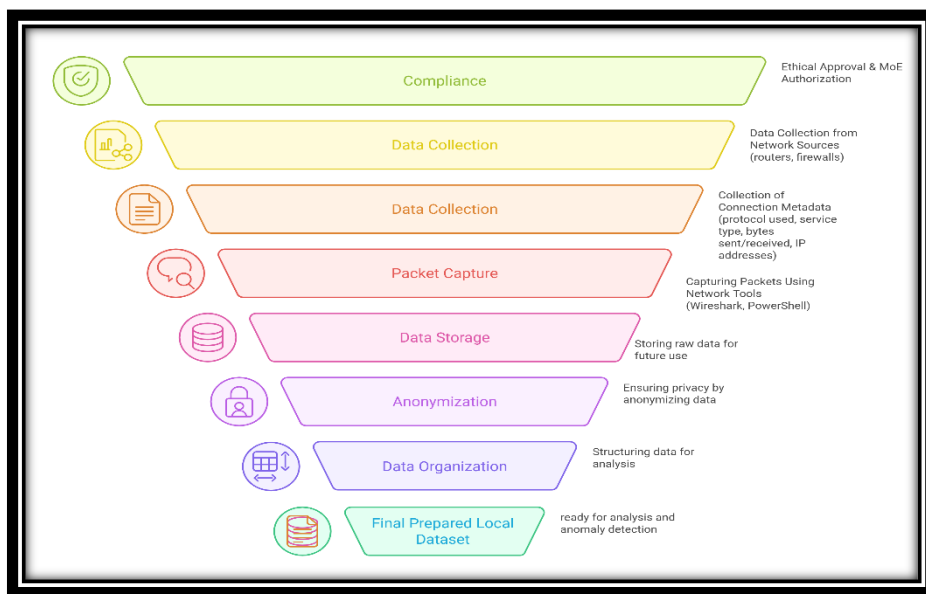 Compliance
Ethical Approval & MoE
Authorization
Data Collection
Data Collection from
Network Sources
(routers, firewalls)
Data Collection
Collection of
Connection Metadata
(protocol used, service
type, bytes
sent/received, IP
addresses)
Packet Capture
Capturing Packets Using
Network Tools
(Wireshark, PowerShell)
Data Storage
Storing raw data for
future use
Anonymization
Ensuring privacy by
anonymizing data
Data Organization
Structuring data for
analysis
Final Prepared Local
Dataset
ready for analysis and
anomaly detection